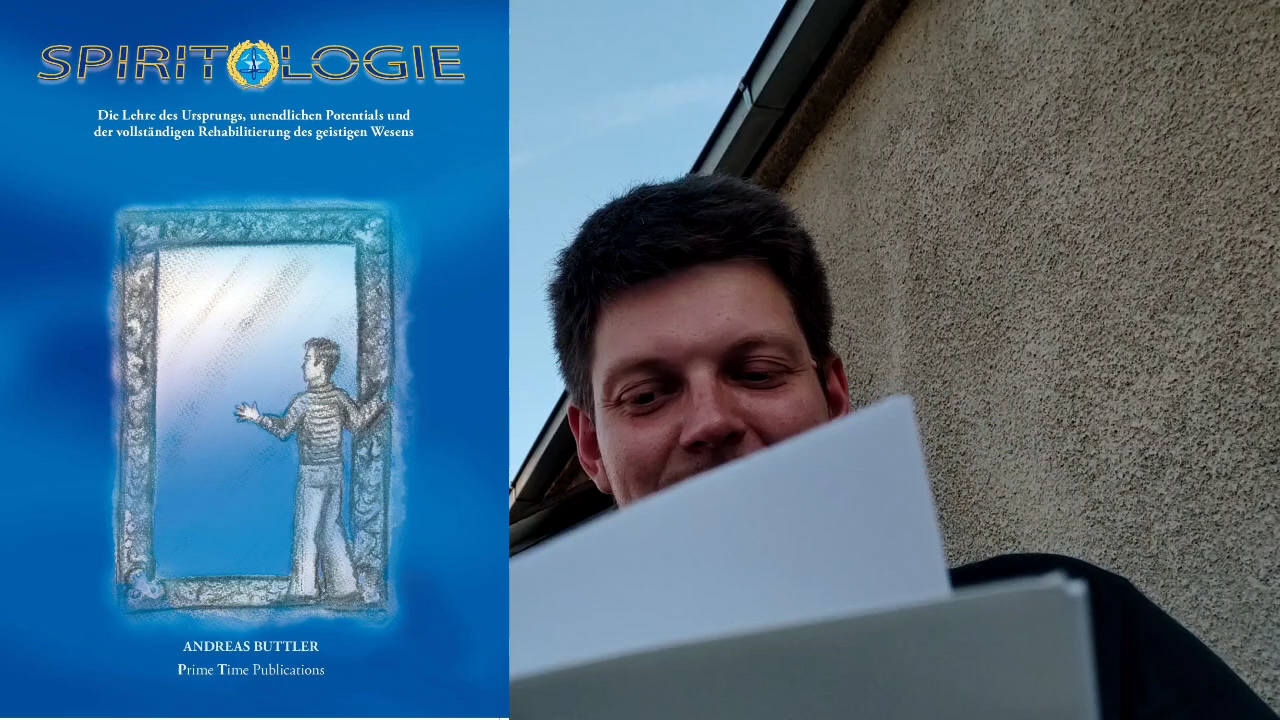 SPIRITOLOGIE
Die Lehre des Ursprungs, unendlichen Potentials und
der vollständigen Rehabilitierung des geistigen Wesens
ANDREAS BUTTLER
Prime Time Publications